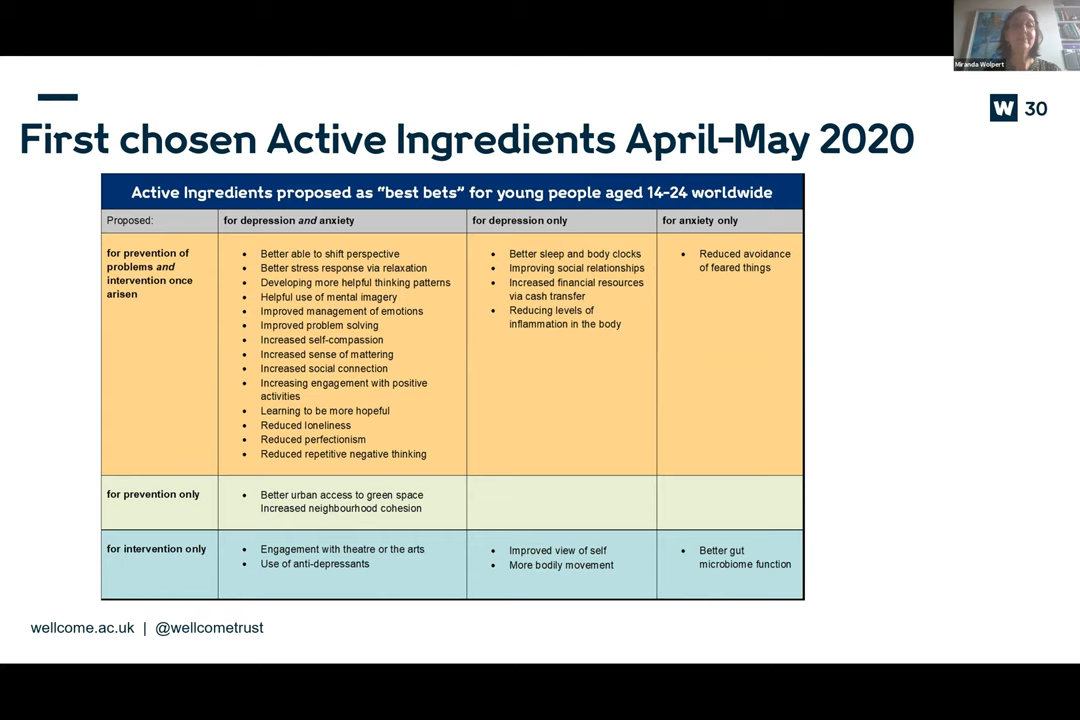 Miranda Wolpert
W 30
First chosen Active Ingredients April-May 2020
Active Ingredients proposed as "best bets" for young people aged 14-24 worldwide
Proposed:
for depression and anxiety
for depression only
for anxiety only
for prevention of
problems and
intervention once
arisen
• Better able to shift perspective
• Better stress response via relaxation
• Developing more helpful thinking patterns
• Helpful use of mental imagery
• Improved management of emotions
• Improved problem solving
• Increased self-compassion
• Increased sense of mattering
• Increased social connection
• Increasing engagement with positive
activities
• Learning to be more hopeful
• Reduced loneliness
• Reduced perfectionism
• Reduced repetitive negative thinking
• Better sleep and body clocks
• Improving social relationships
• Increased financial resources
via cash transfer
• Reducing levels of
inflammation in the body
• Reduced avoidance
of feared things
for prevention only
• Better urban access to green space
Increased neighbourhood cohesion
for intervention only
• Engagement with theatre or the arts
• Use of anti-depressants
• Improved view of self
• More bodily movement
• Better gut
microbiome function
wellcome.ac.uk | @wellcometrust